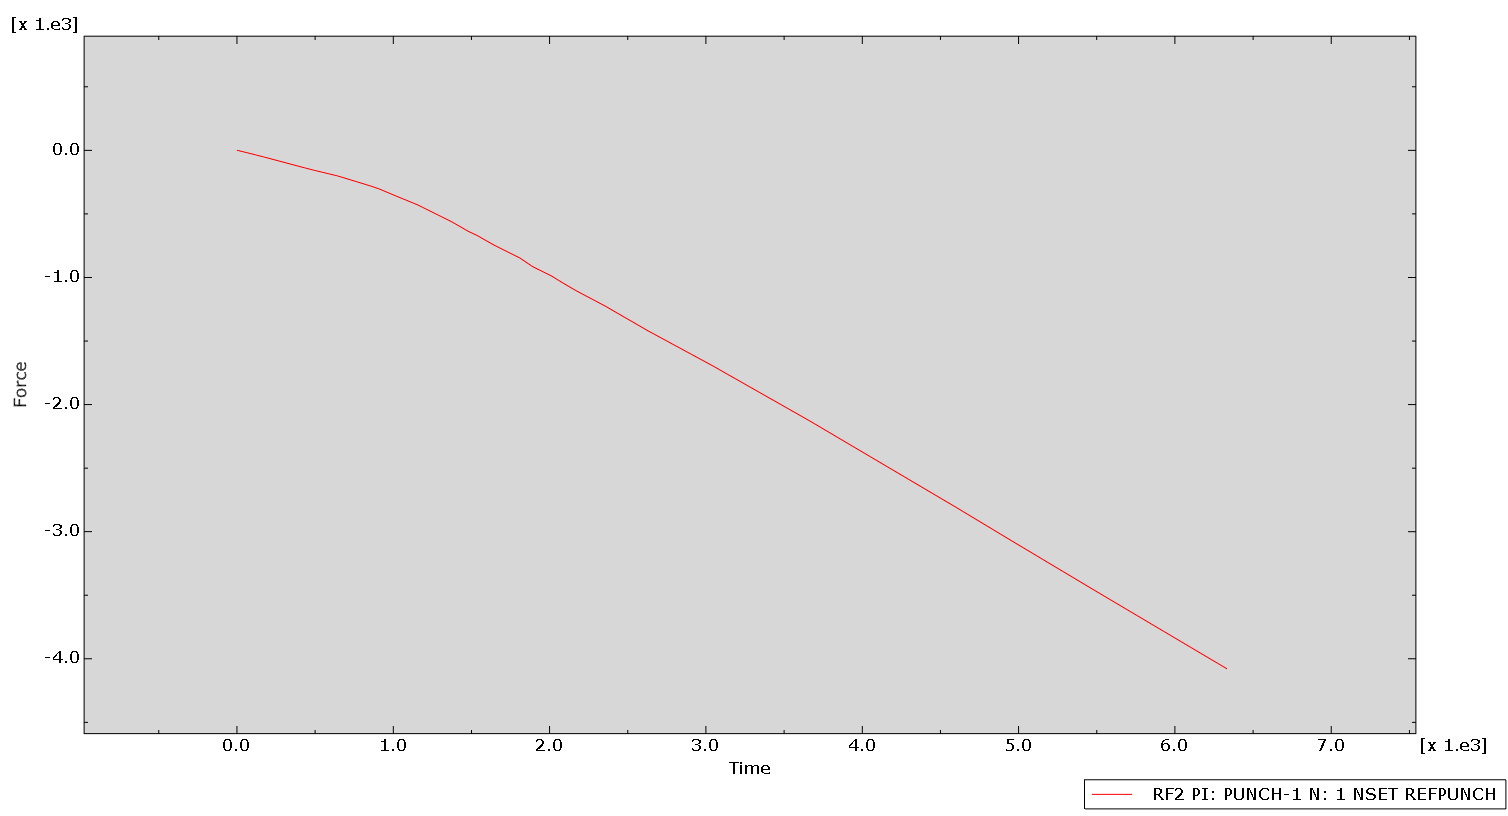 [x 1.e3]
0.0
-1.0
Force
-2.0
-3.0
-4.0
0.0 1.0 2.0 3.0 4.0 5.0 6.0 7.0 [x 1.e3]
Time
RF2 PI: PUNCH-1 N: 1 NSET REFPUNCH